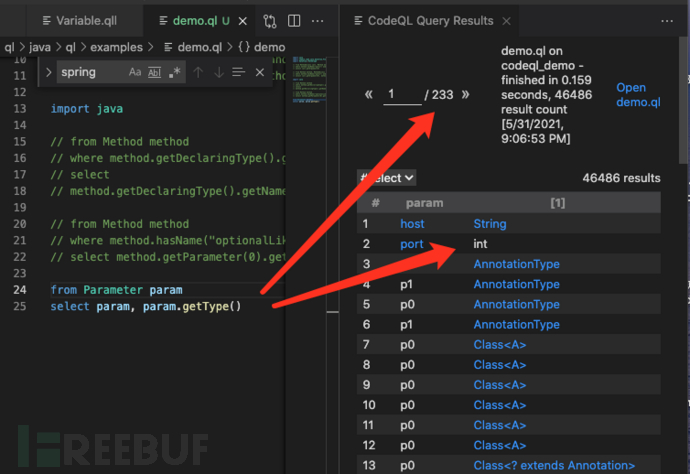 Variable.qll
demo.ql U
CodeQL Query Results
ql › java › ql › examples › demo.ql › {} demo
10
11
12
13 import java
14
15 // from Method method
16 // where method.getDeclaringType().g
17 // select
18 // method.getDeclaringType().getName
19
20 // from Method method
21 // where method.hasName("optionalLik
22 // select method.getParameter(0).get
23
24 from Parameter param
25 select param, param.getType()
spring
Aa Abl .*
« 1 / 233 »
demo.ql on
codeql_demo -
finished in 0.159
seconds, 46486
result count
[5/31/2021,
9:06:53 PM]
Open
demo.ql
#select
46486 results
# param [1]
1 host String
2 port int
3 AnnotationType
4 p1 AnnotationType
5 p0 AnnotationType
6 p1 AnnotationType
7 p0 Class<A>
8 p0 Class<A>
9 p0 Class<A>
10 p0 Class<A>
11 p0 Class<A>
12 p0 Class<A>
13 p0 Class<? extends Annotation>
FREEBUF